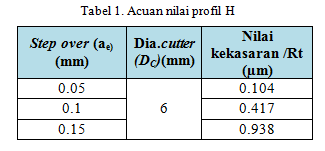 Tabel 1. Acuan nilai profil H
Step over (ae) (mm)
Dia.cutter (DC)(mm)
Nilai kekasaran /Rt (µm)
0.05 0.104
0.1 6 0.417
0.15 0.938